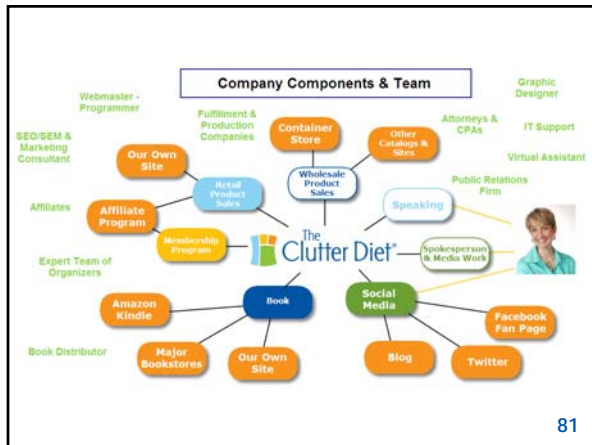 Company Components & Team
Graphic
Designer
Webmaster -
Programmer
Fulfillment &
Production
Companies
Container
Store
Other
Catalogs &
Sites
Attorneys &
CPAs
IT Support
SEO/SEM &
Marketing
Consultant
Our Own
Site
Retail
Product
Sales
Wholesale
Product
Sales
Virtual Assistant
Public Relations
Firm
Speaking
Affiliates
Affiliate
Program
Membership
Program
The
Clutter Diet®
Spokesperson
& Media Work
Expert Team of
Organizers
Amazon
Kindle
Book
Social
Media
Facebook
Fan Page
Book Distributor
Major
Bookstores
Our Own
Site
Blog
Twitter
81